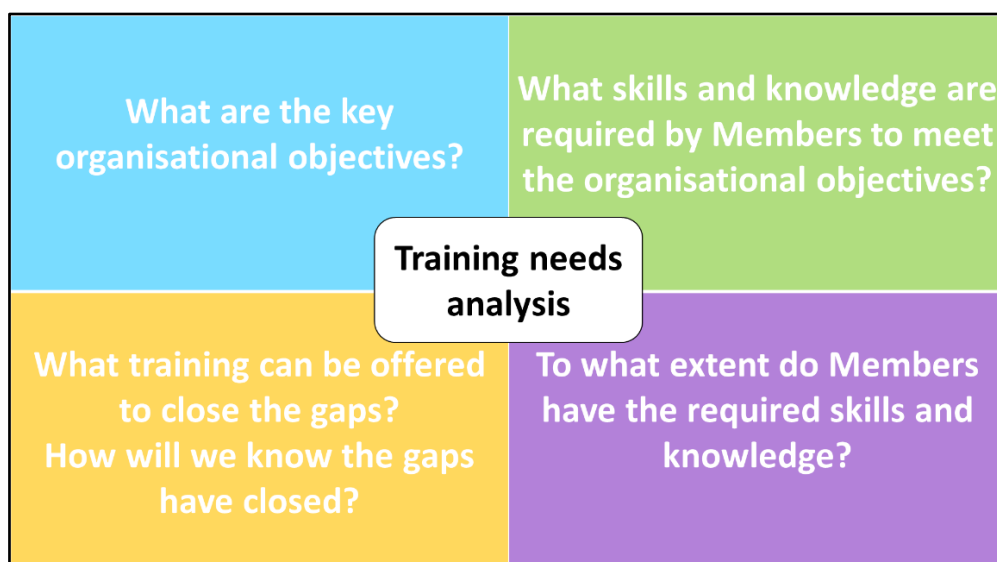 What are the key
organisational objectives?
What skills and knowledge are
required by Members to meet
the organisational objectives?
Training needs
analysis
What training can be offered
to close the gaps?
How will we know the gaps
have closed?
To what extent do Members
have the required skills and
knowledge?